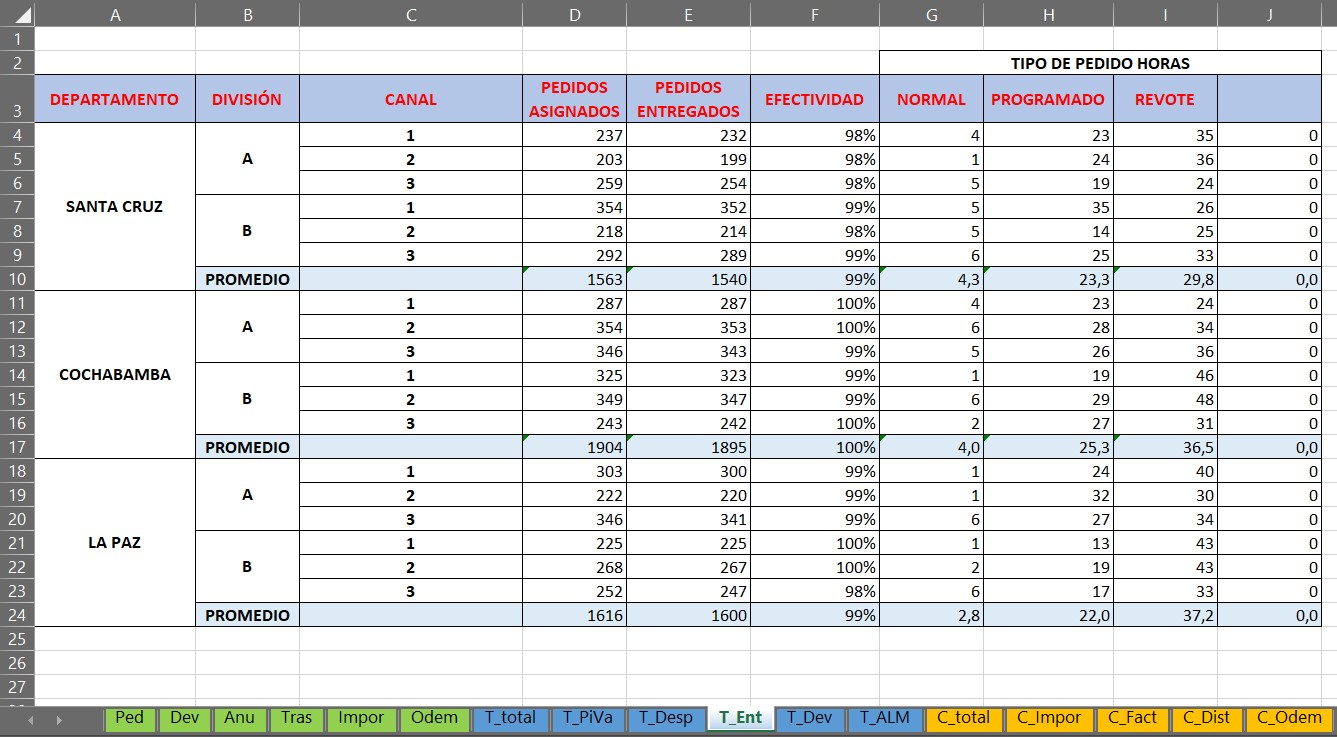 A B C D E F G H I J
1
2 TIPO DE PEDIDO HORAS
3 DEPARTAMENTO DIVISIÓN CANAL PEDIDOS ASIGNADOS PEDIDOS ENTREGADOS EFECTIVIDAD NORMAL PROGRAMADO REVOTE
4 1 237 232 98% 4 23 35 0
5 A 2 203 199 98% 1 24 36 0
6 3 259 254 98% 5 19 24 0
7 SANTA CRUZ 1 354 352 99% 5 35 26 0
8 B 2 218 214 98% 5 14 25 0
9 3 292 289 99% 6 25 33 0
10 PROMEDIO 1563 1540 99% 4,3 23,3 29,8 0,0
11 1 287 287 100% 4 23 24 0
12 A 2 354 353 100% 6 28 34 0
13 3 346 343 99% 5 26 36 0
14 COCHABAMBA 1 325 323 99% 1 19 46 0
15 B 2 349 347 99% 6 29 48 0
16 3 243 242 100% 2 27 31 0
17 PROMEDIO 1904 1895 100% 4,0 25,3 36,5 0,0
18 1 303 300 99% 1 24 40 0
19 A 2 222 220 99% 1 32 30 0
20 3 346 341 99% 6 27 34 0
21 LA PAZ 1 225 225 100% 1 13 43 0
22 B 2 268 267 100% 2 19 43 0
23 3 252 247 98% 6 17 33 0
24 PROMEDIO 1616 1600 99% 2,8 22,0 37,2 0,0
25
26
27
Ped Dev Anu Tras Impor Odem T_total T_PiVa T_Desp T_Ent T_Dev T_ALM C_total C_Impor C_Fact C_Dist C_Odem